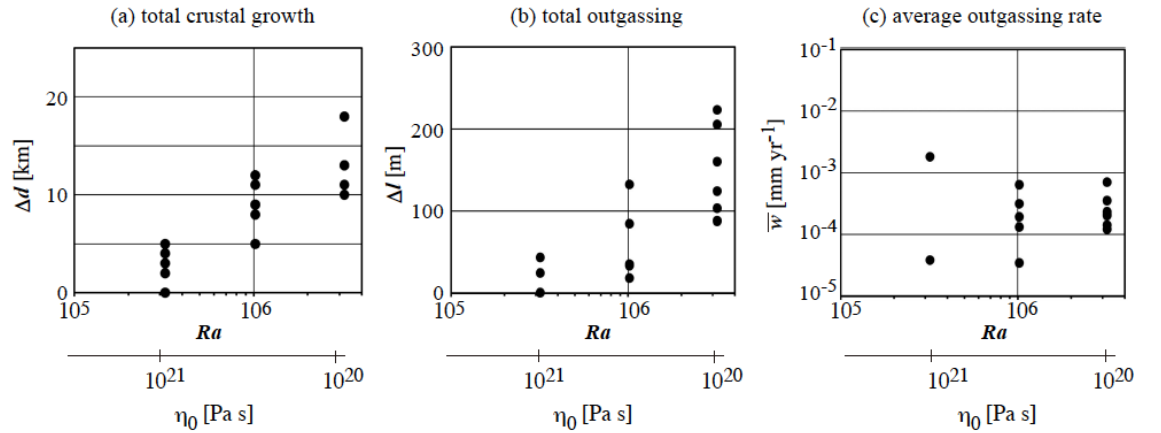 (a) total crustal growth
20
10
0
Δd [km]
10⁵
10⁶
Ra
10²¹
10²⁰
η₀ [Pa s]
(b) total outgassing
300
200
100
0
Δl [m]
10⁵
10⁶
Ra
10²¹
10²⁰
η₀ [Pa s]
(c) average outgassing rate
10⁻¹
10⁻²
10⁻³
10⁻⁴
10⁻⁵
w̅ [mm yr⁻¹]
10⁵
10⁶
Ra
10²¹
10²⁰
η₀ [Pa s]